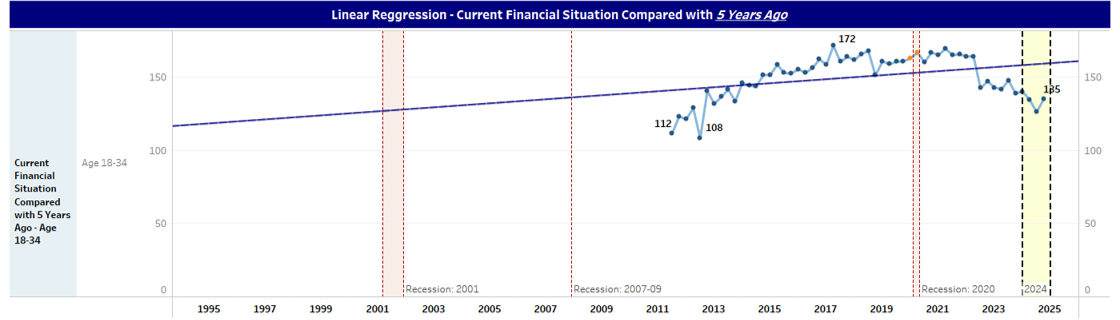 Linear Reggression - Current Financial Situation Compared with 5 Years Ago
Current
Financial
Situation
Compared
with 5 Years
Ago - Age
18-34
Age 18-34
150
100
50
0
172
112
108
135
150
100
50
0
Recession: 2001
Recession: 2007-09
Recession: 2020
2024
1995 1997 1999 2001 2003 2005 2007 2009 2011 2013 2015 2017 2019 2021 2023 2025